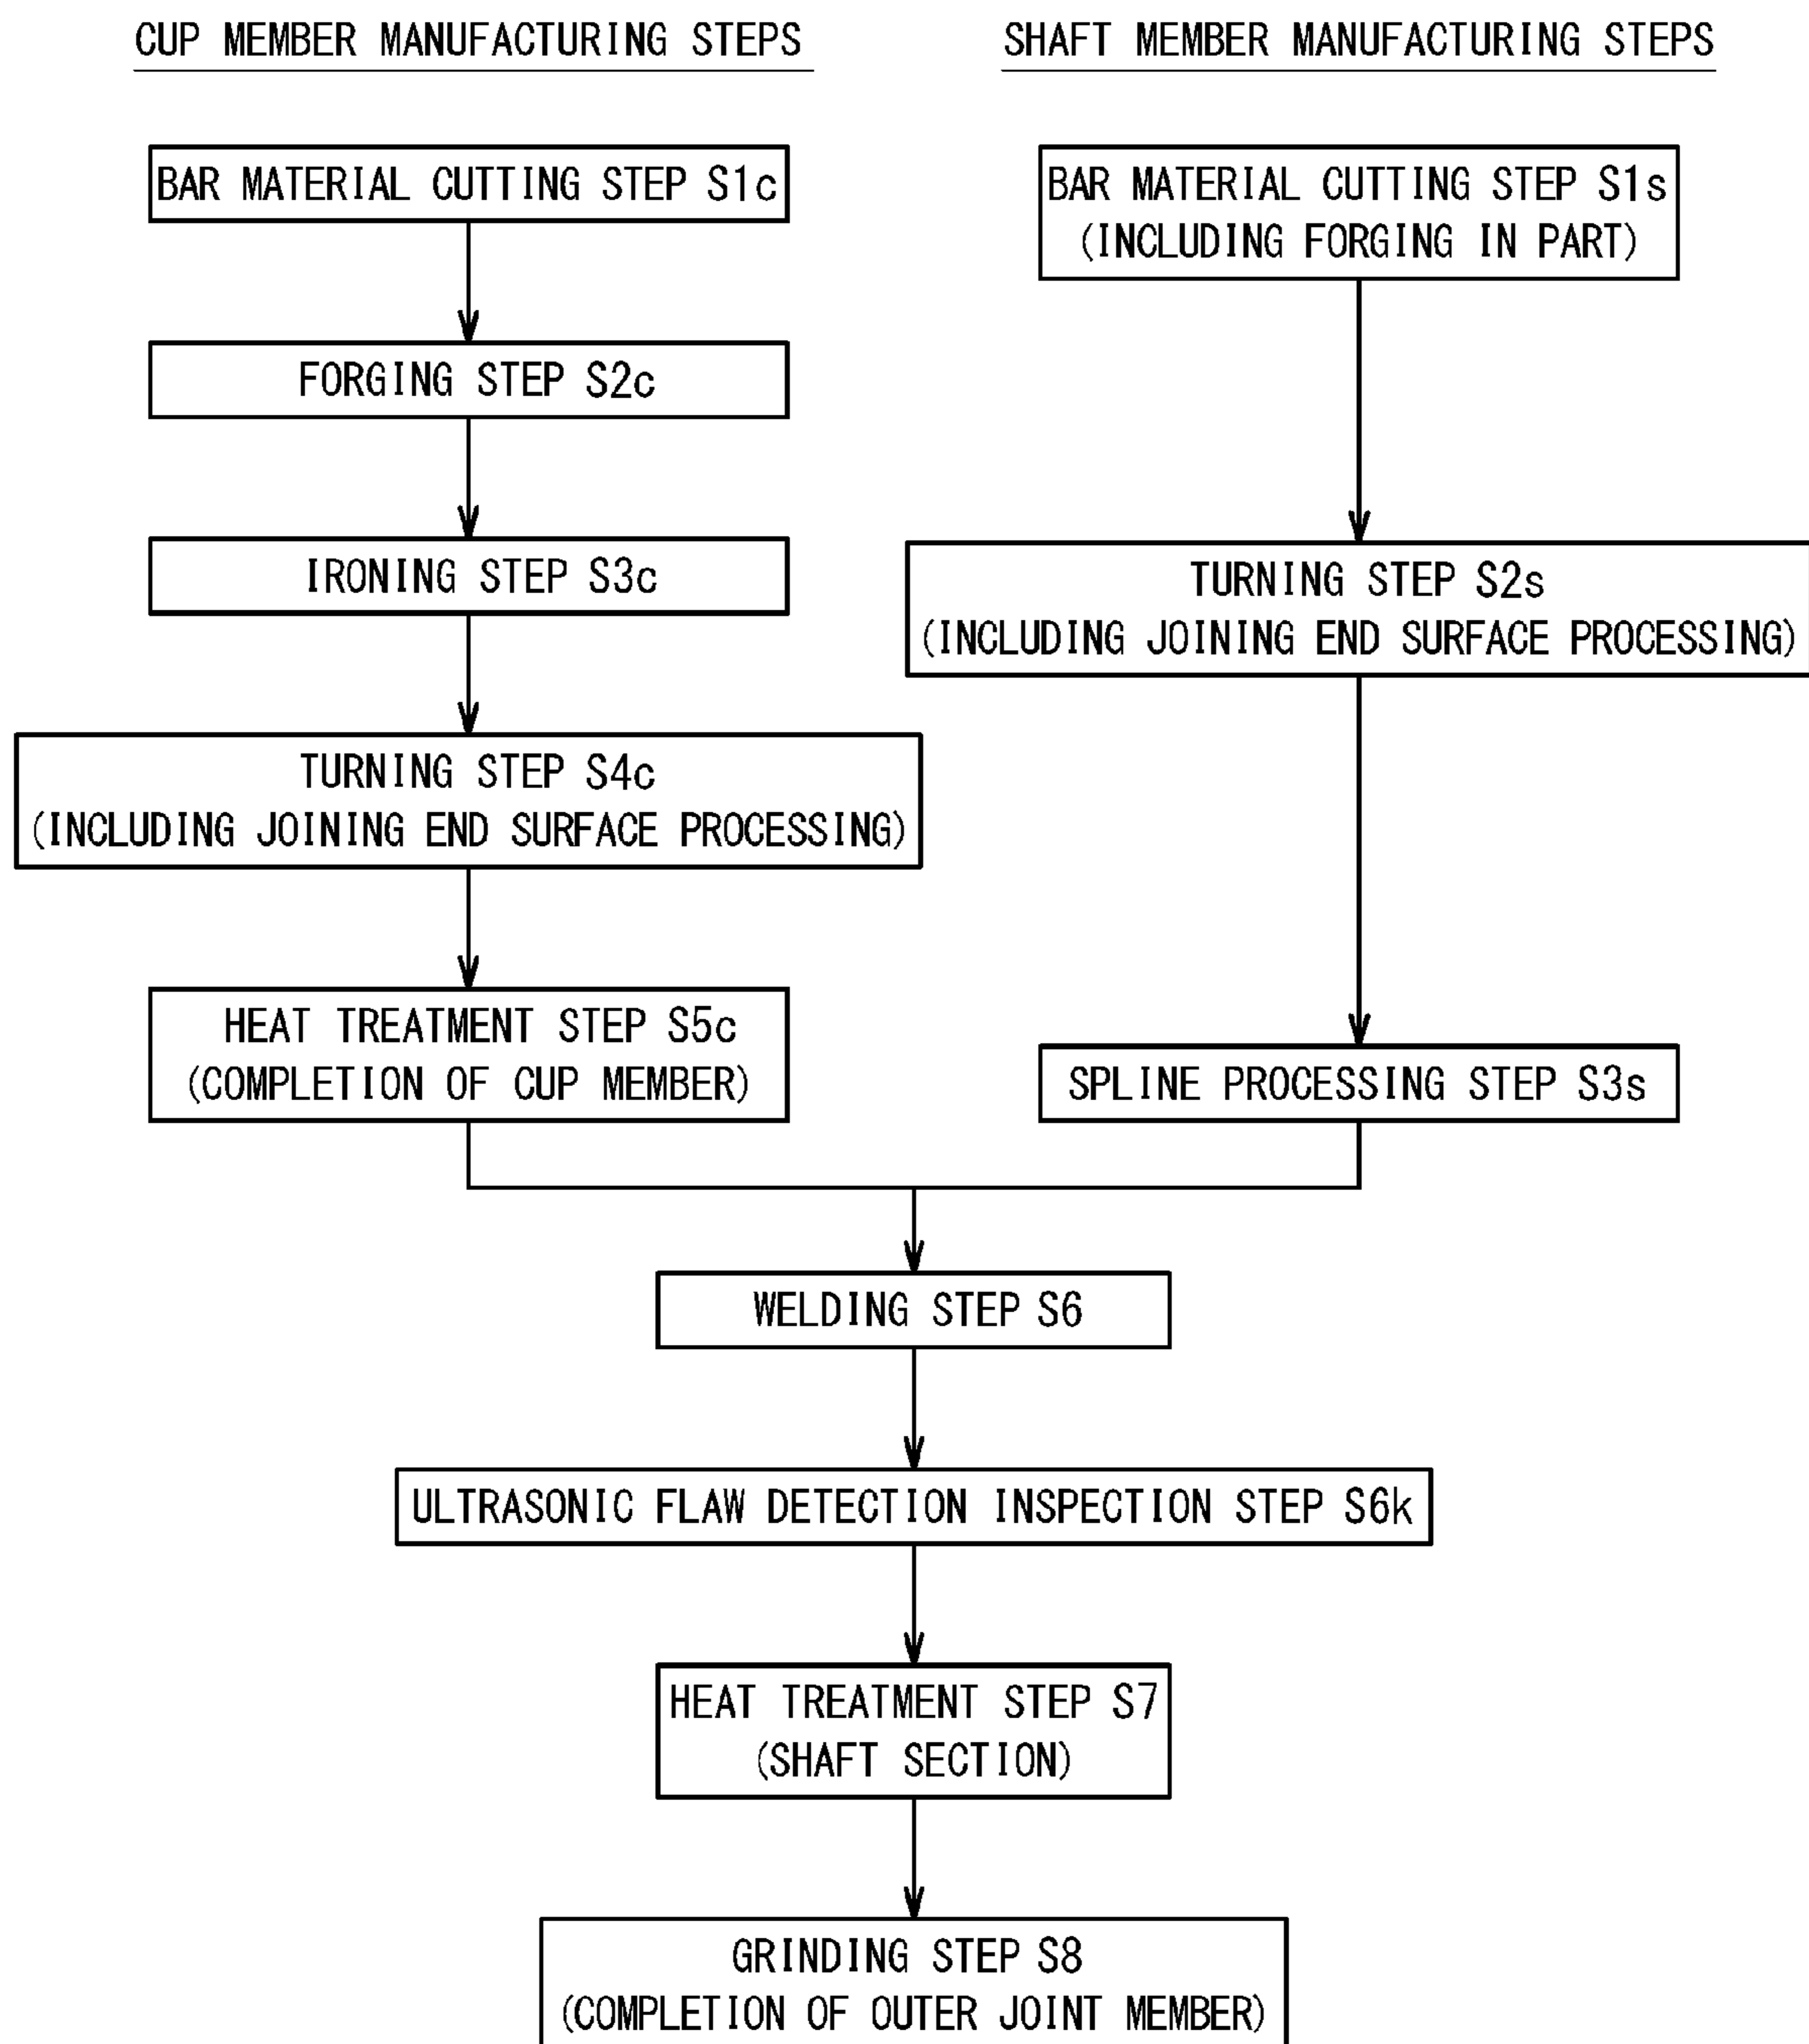 CUP MEMBER MANUFACTURING STEPS
BAR MATERIAL CUTTING STEP S1c
FORGING STEP S2c
IRONING STEP S3c
TURNING STEP S4c
(INCLUDING JOINING END SURFACE PROCESSING)
HEAT TREATMENT STEP S5c
(COMPLETION OF CUP MEMBER)
SHAFT MEMBER MANUFACTURING STEPS
BAR MATERIAL CUTTING STEP S1s
(INCLUDING FORGING IN PART)
TURNING STEP S2s
(INCLUDING JOINING END SURFACE PROCESSING)
SPLINE PROCESSING STEP S3s
WELDING STEP S6
ULTRASONIC FLAW DETECTION INSPECTION STEP S6k
HEAT TREATMENT STEP S7
(SHAFT SECTION)
GRINDING STEP S8
(COMPLETION OF OUTER JOINT MEMBER)